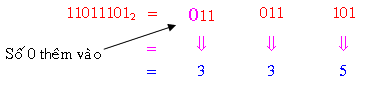 11011101₂ = 011 011 101
Số 0 thêm vào = ⇓ ⇓ ⇓
= 3 3 5